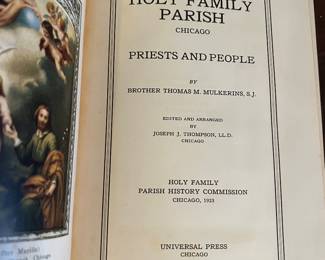 HOLY FAMILY
PARISH
CHICAGO
PRIESTS AND PEOPLE
BY
BROTHER THOMAS M. MULKERINS, S.J.
EDITED AND ARRANGED
BY
JOSEPH J. THOMPSON, LL.D.
CHICAGO
HOLY FAMILY
PARISH HISTORY COMMISSION
CHICAGO, 1923
UNIVERSAL PRESS
CHICAGO
Chicago